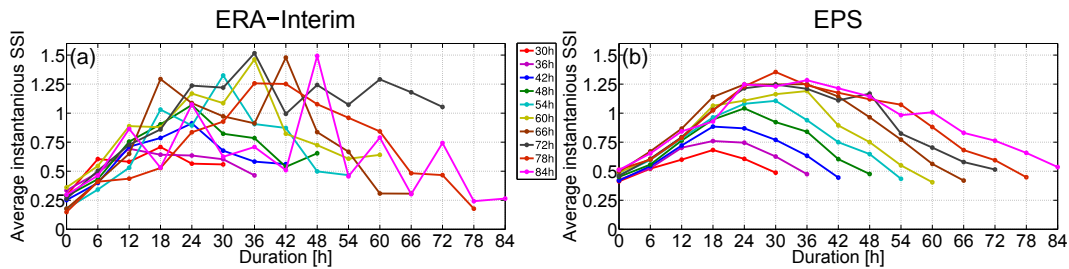 ERA−Interim
(a)
Average instantanious SSI
1.5
1.25
1
0.75
0.5
0.25
0
0 6 12 18 24 30 36 42 48 54 60 66 72 78 84
Duration [h]
30h
36h
42h
48h
54h
60h
66h
72h
78h
84h
EPS
(b)
Average instantanious SSI
1.5
1.25
1
0.75
0.5
0.25
0
0 6 12 18 24 30 36 42 48 54 60 66 72 78 84
Duration [h]